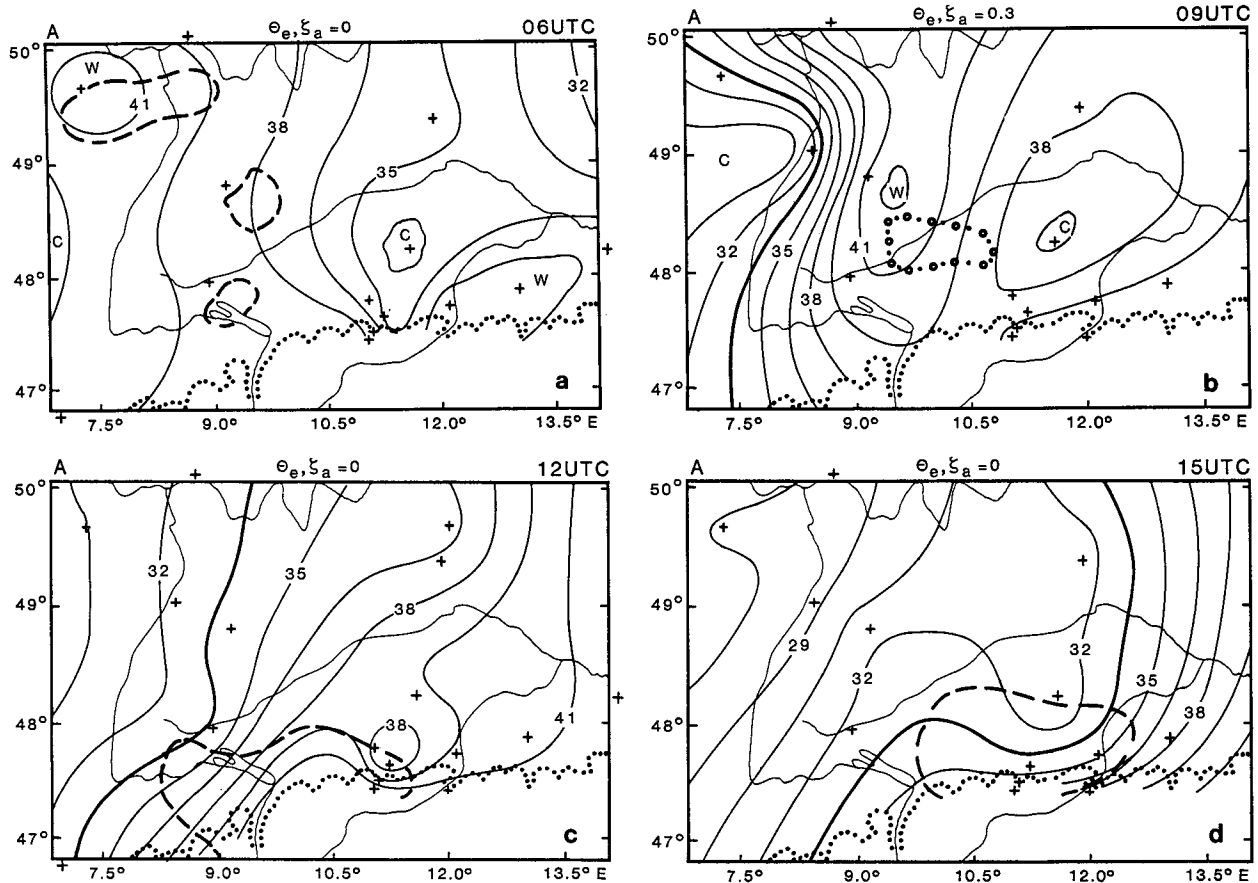 A Θe, ξa = 0 06UTC
50°
49°
48°
47°
W
41
38
35
32
C
C
W
a
7.5° 9.0° 10.5° 12.0° 13.5° E
A Θe, ξa = 0.3 09UTC
50°
49°
48°
47°
C
W
38
C
32
35
41
38
b
7.5° 9.0° 10.5° 12.0° 13.5° E
A Θe, ξa = 0 12UTC
50°
49°
48°
47°
32
35
38
38
41
c
7.5° 9.0° 10.5° 12.0° 13.5° E
A Θe, ξa = 0 15UTC
50°
49°
48°
47°
29
32
32
35
38
d
7.5° 9.0° 10.5° 12.0° 13.5° E